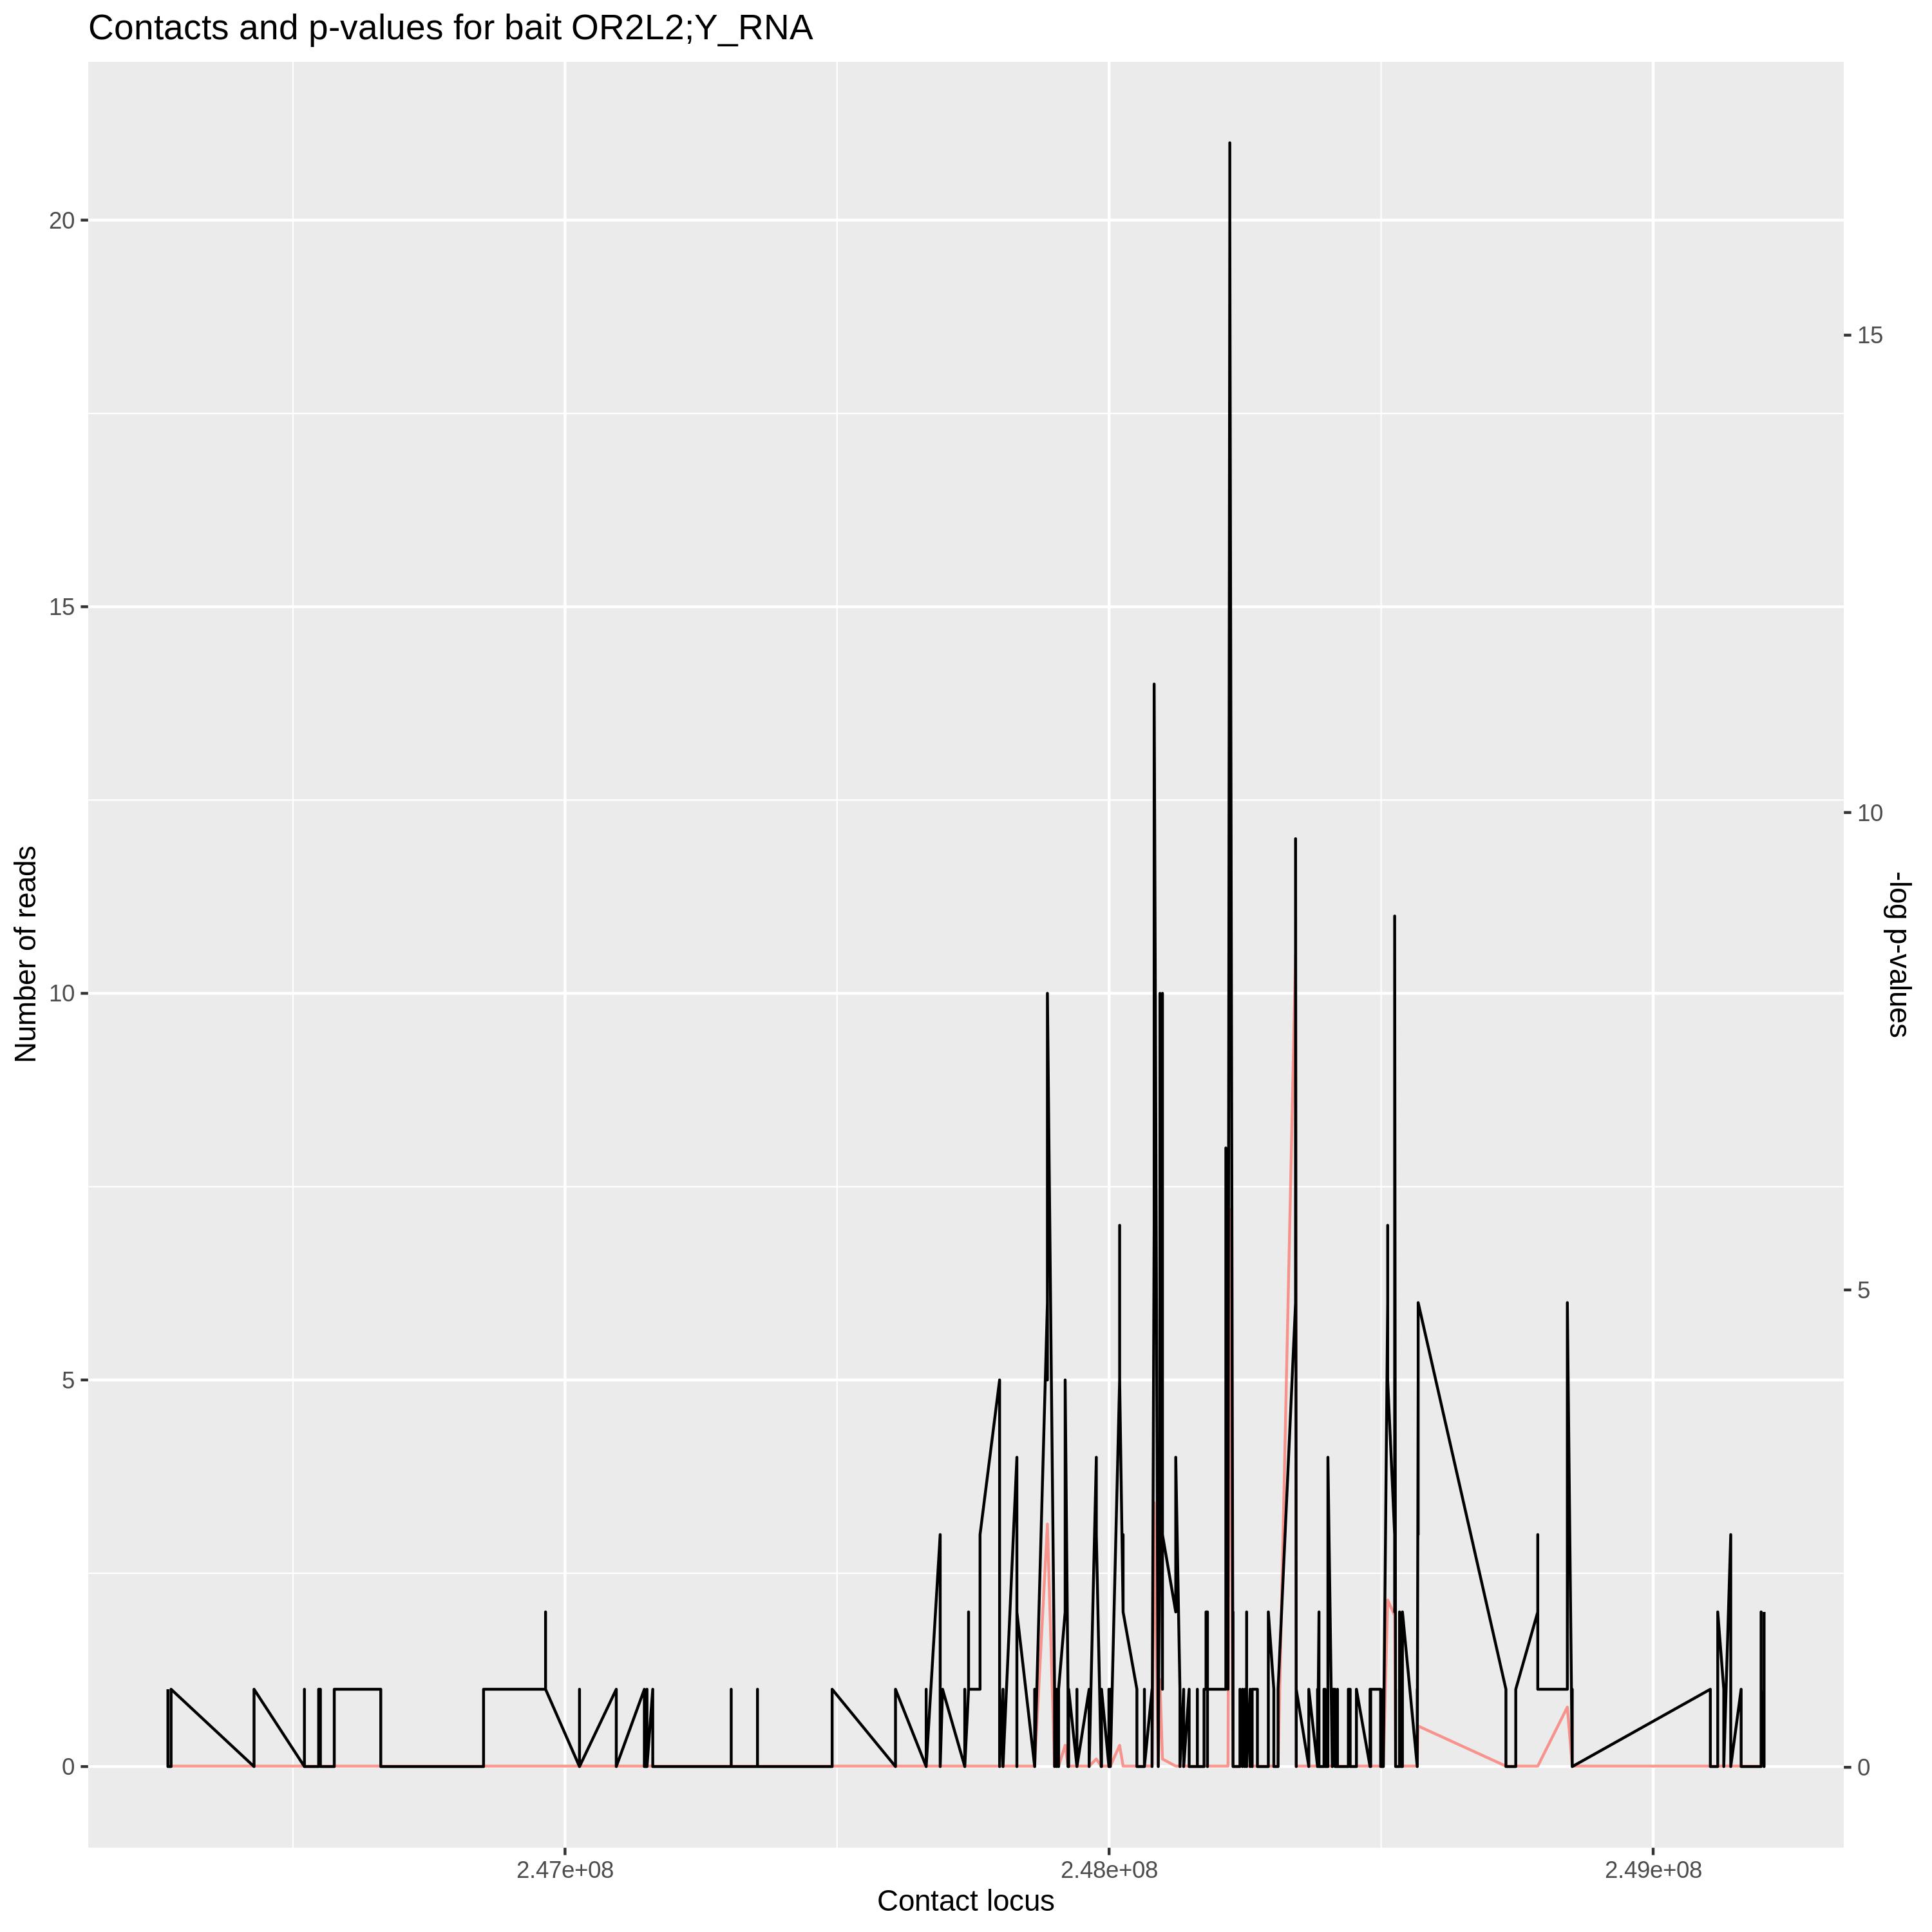 Contacts and p-values for bait OR2L2;Y_RNA
20
15
10
5
0
Number of reads
15
10
5
0
-log p-values
2.47e+08
2.48e+08
2.49e+08
Contact locus